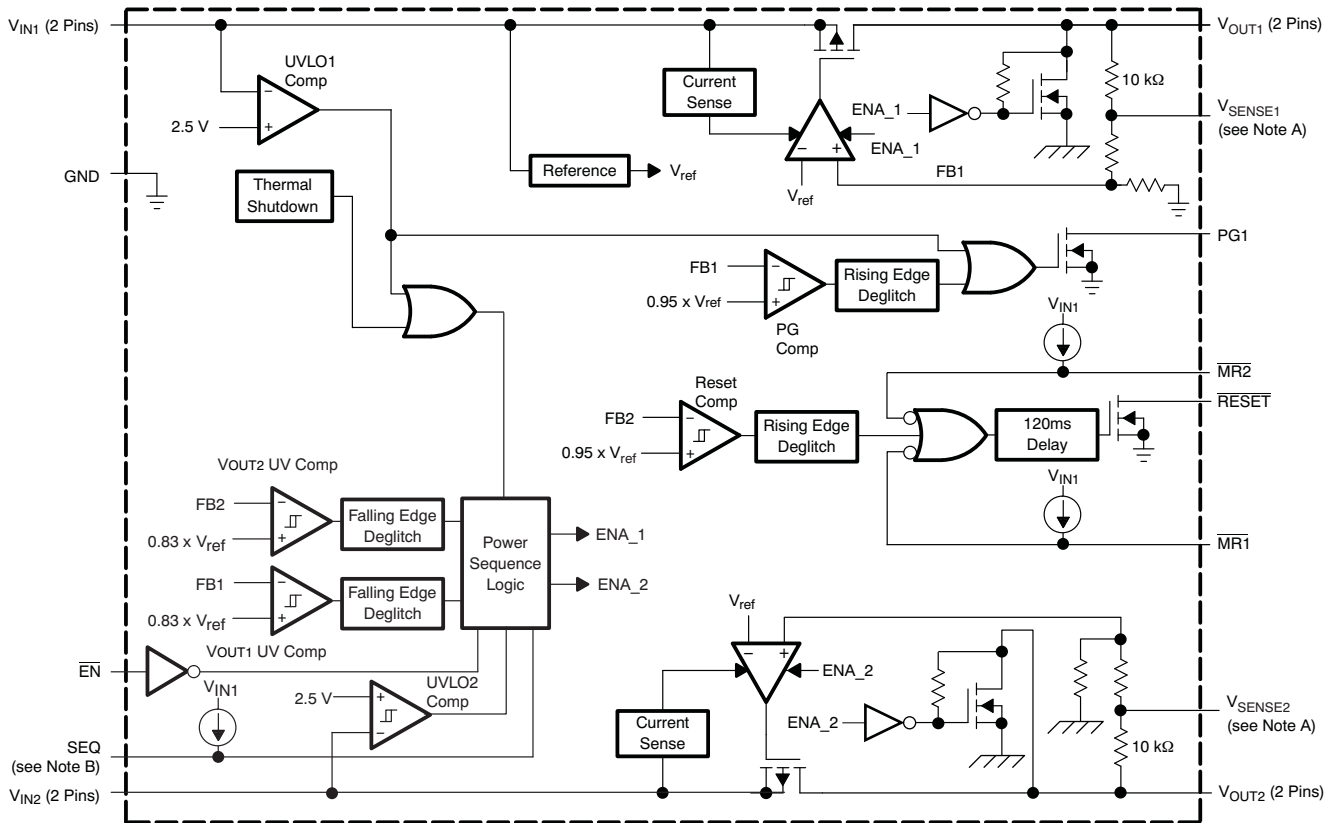 VIN1 (2 Pins)
VOUT1 (2 Pins)
UVLO1
Comp
−
+
2.5 V
Current
Sense
10 kΩ
ENA_1
VSENSE1
(see Note A)
ENA_1
−
+
GND
Reference
Vref
FB1
Vref
Thermal
Shutdown
PG1
FB1
−
+
0.95 x Vref
Rising Edge
Deglitch
PG
Comp
VIN1
MR2
Reset
Comp
RESET
FB2
−
+
0.95 x Vref
Rising Edge
Deglitch
120ms
Delay
VOUT2 UV Comp
VIN1
FB2
−
+
0.83 x Vref
Falling Edge
Deglitch
Power
Sequence
Logic
ENA_1
MR1
FB1
−
+
0.83 x Vref
Falling Edge
Deglitch
ENA_2
Vref
VOUT1 UV Comp
EN
−
+
ENA_2
VIN1
2.5 V
+
−
UVLO2
Comp
VSENSE2
(see Note A)
Current
Sense
ENA_2
10 kΩ
SEQ
(see Note B)
VIN2 (2 Pins)
VOUT2 (2 Pins)